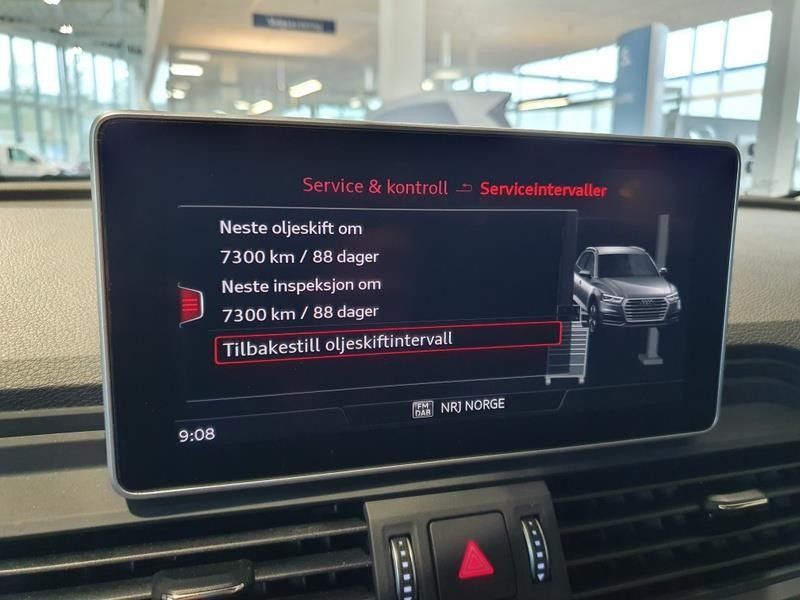 Service & kontroll Serviceintervaller
Neste oljeskift om
7300 km / 88 dager
Neste inspeksjon om
7300 km / 88 dager
Tilbakestill oljeskiftintervall
FM DAB NRJ NORGE
9:08